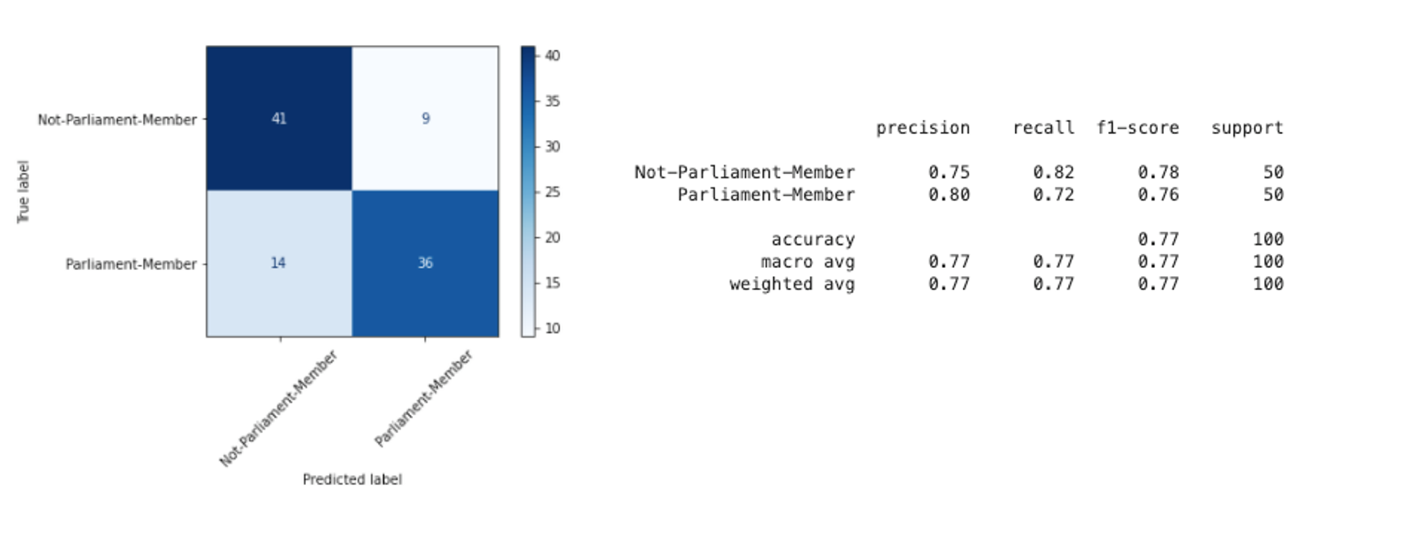 True label
Not-Parliament-Member
Parliament-Member
41 9
14 36
Not-Parliament-Member
Parliament-Member
Predicted label
40
35
30
25
20
15
10
precision recall f1-score support
Not-Parliament-Member 0.75 0.82 0.78 50
Parliament-Member 0.80 0.72 0.76 50
accuracy 0.77 100
macro avg 0.77 0.77 0.77 100
weighted avg 0.77 0.77 0.77 100